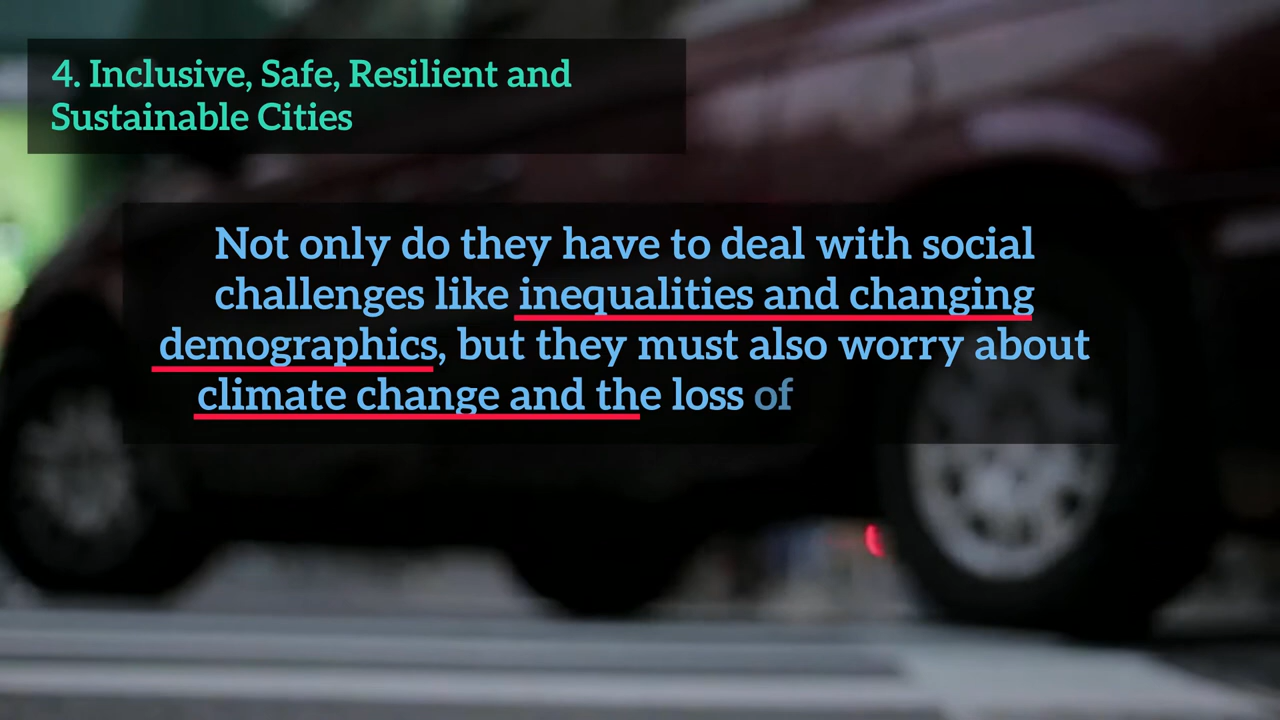 4. Inclusive, Safe, Resilient and
Sustainable Cities
Not only do they have to deal with social
challenges like inequalities and changing
demographics, but they must also worry about
climate change and the loss of